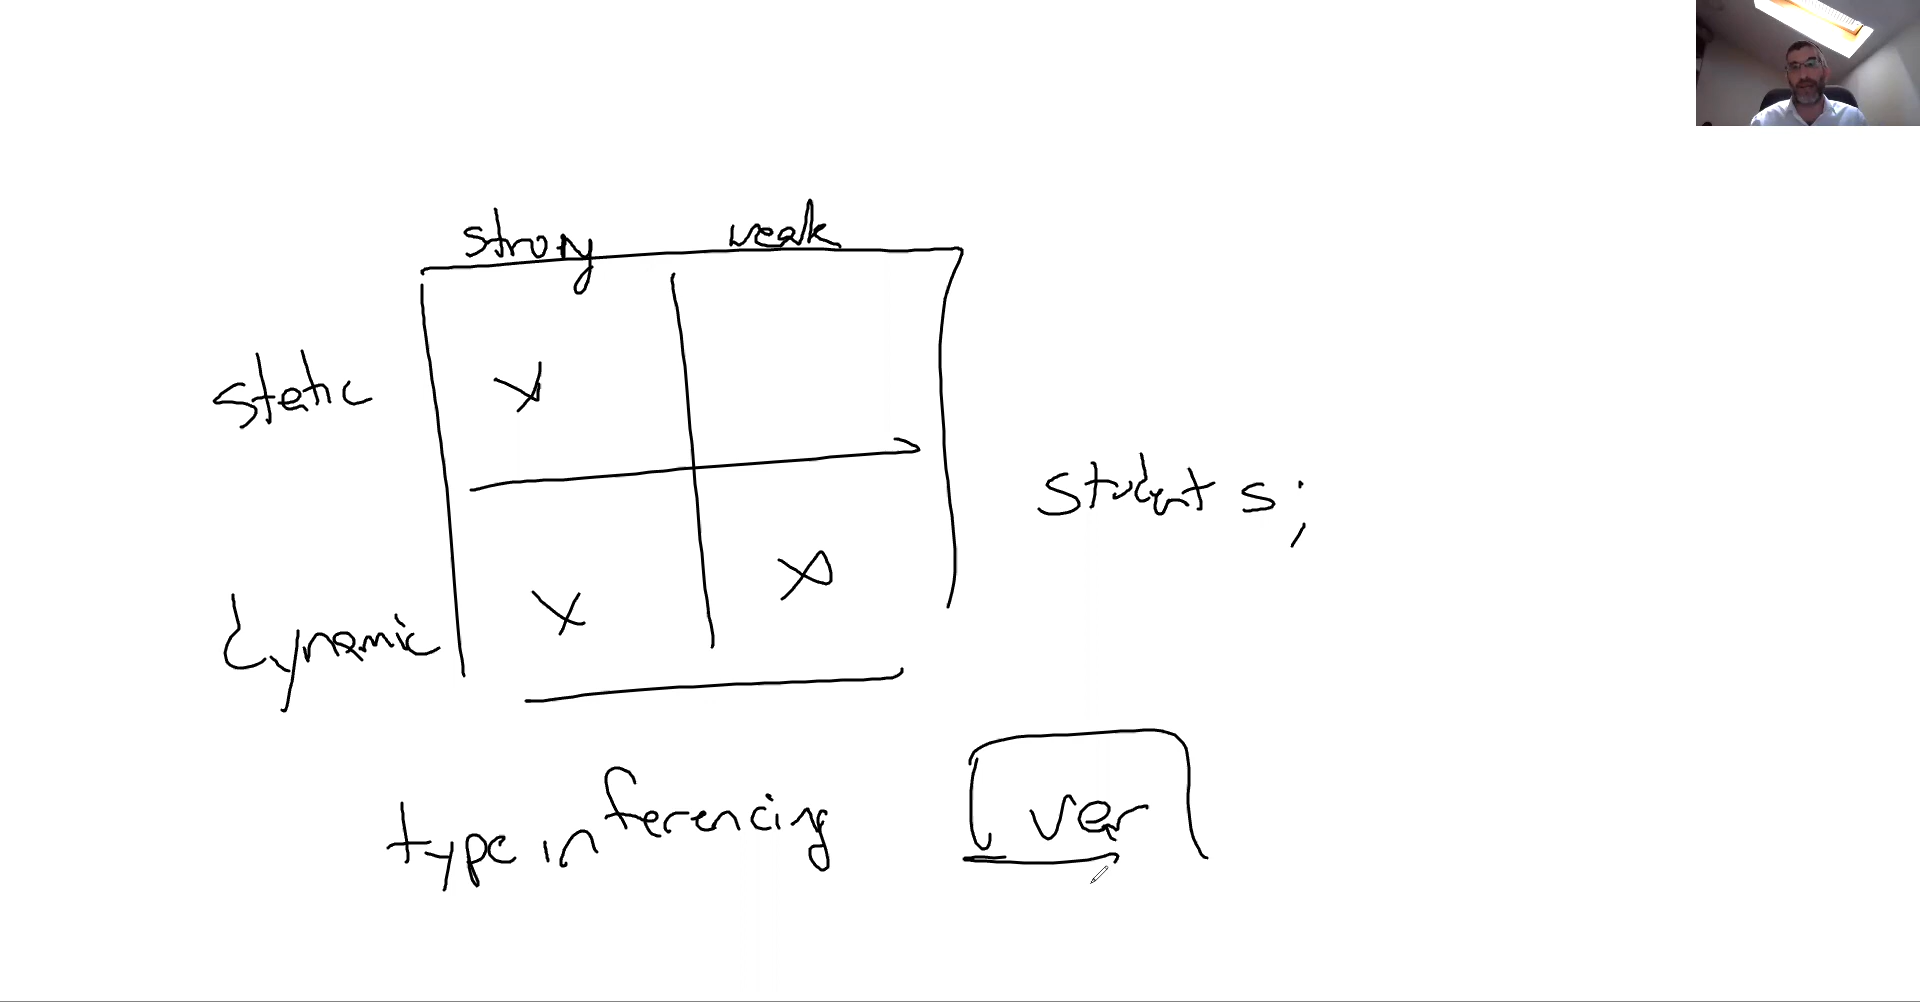 strong weak
static
X
student s;
X
X
dynamic
type inferencing var